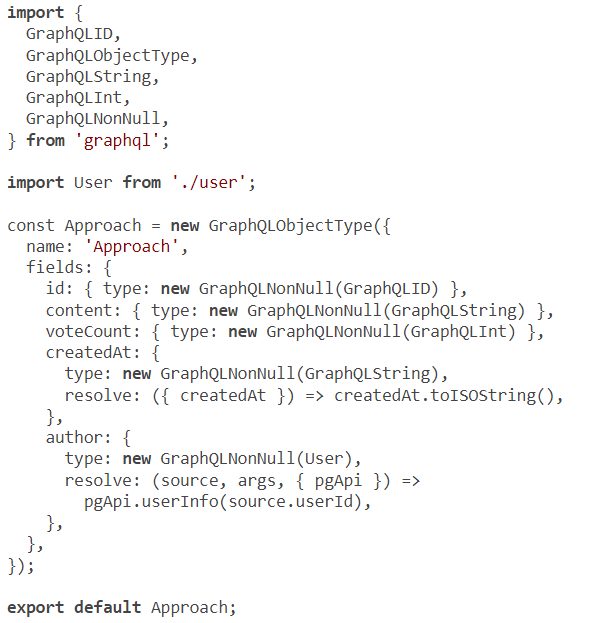 import {
  GraphQLID,
  GraphQLObjectType,
  GraphQLString,
  GraphQLInt,
  GraphQLNonNull,
} from 'graphql';

import User from './user';

const Approach = new GraphQLObjectType({
  name: 'Approach',
  fields: {
    id: { type: new GraphQLNonNull(GraphQLID) },
    content: { type: new GraphQLNonNull(GraphQLString) },
    voteCount: { type: new GraphQLNonNull(GraphQLInt) },
    createdAt: {
      type: new GraphQLNonNull(GraphQLString),
      resolve: ({ createdAt }) => createdAt.toISOString(),
    },
    author: {
      type: new GraphQLNonNull(User),
      resolve: (source, args, { pgApi }) =>
        pgApi.userInfo(source.userId),
    },
  },
});

export default Approach;